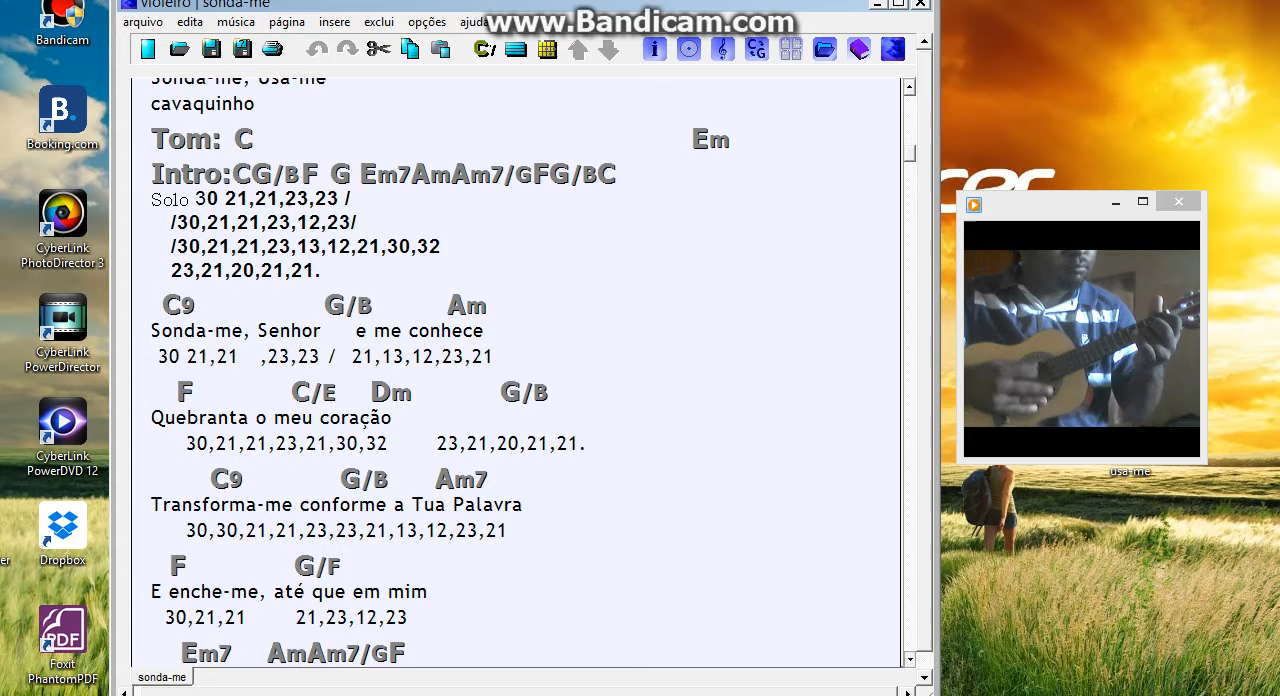 www.Bandicam.com
violeiro | sonda-me
arquivo edita música página insere exclui opções ajuda
Sonda-me, Usa-me
cavaquinho
Tom: C Em
Intro:CG/BF G Em7AmAm7/GFG/BC
Solo 30 21,21,23,23 /
/30,21,21,23,12,23/
/30,21,21,23,13,12,21,30,32
23,21,20,21,21.
C9 G/B Am
Sonda-me, Senhor e me conhece
30 21,21 ,23,23 / 21,13,12,23,21
F C/E Dm G/B
Quebranta o meu coração
30,21,21,23,21,30,32 23,21,20,21,21.
C9 G/B Am7
Transforma-me conforme a Tua Palavra
30,30,21,21,23,23,21,13,12,23,21
F G/F
E enche-me, até que em mim
30,21,21 21,23,12,23
Em7 AmAm7/GF
sonda-me
Bandicam
B.
Booking.com
CyberLink
PhotoDirector 3
CyberLink
PowerDirector
CyberLink
PowerDVD 12
Dropbox
er
PDF
Foxit
PhantomPDF
cer
usa-me